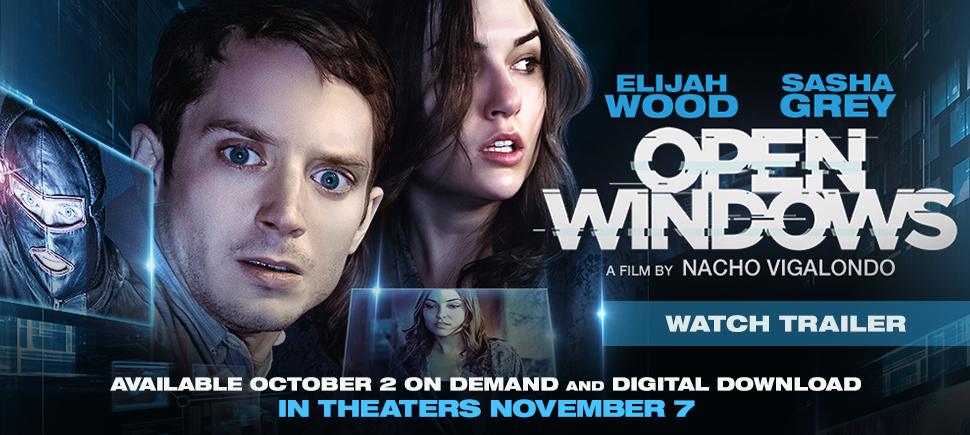 ELIJAH WOOD
SASHA GREY
OPEN
WINDOWS
A FILM BY NACHO VIGALONDO
WATCH TRAILER
AVAILABLE OCTOBER 2 ON DEMAND AND DIGITAL DOWNLOAD
IN THEATERS NOVEMBER 7